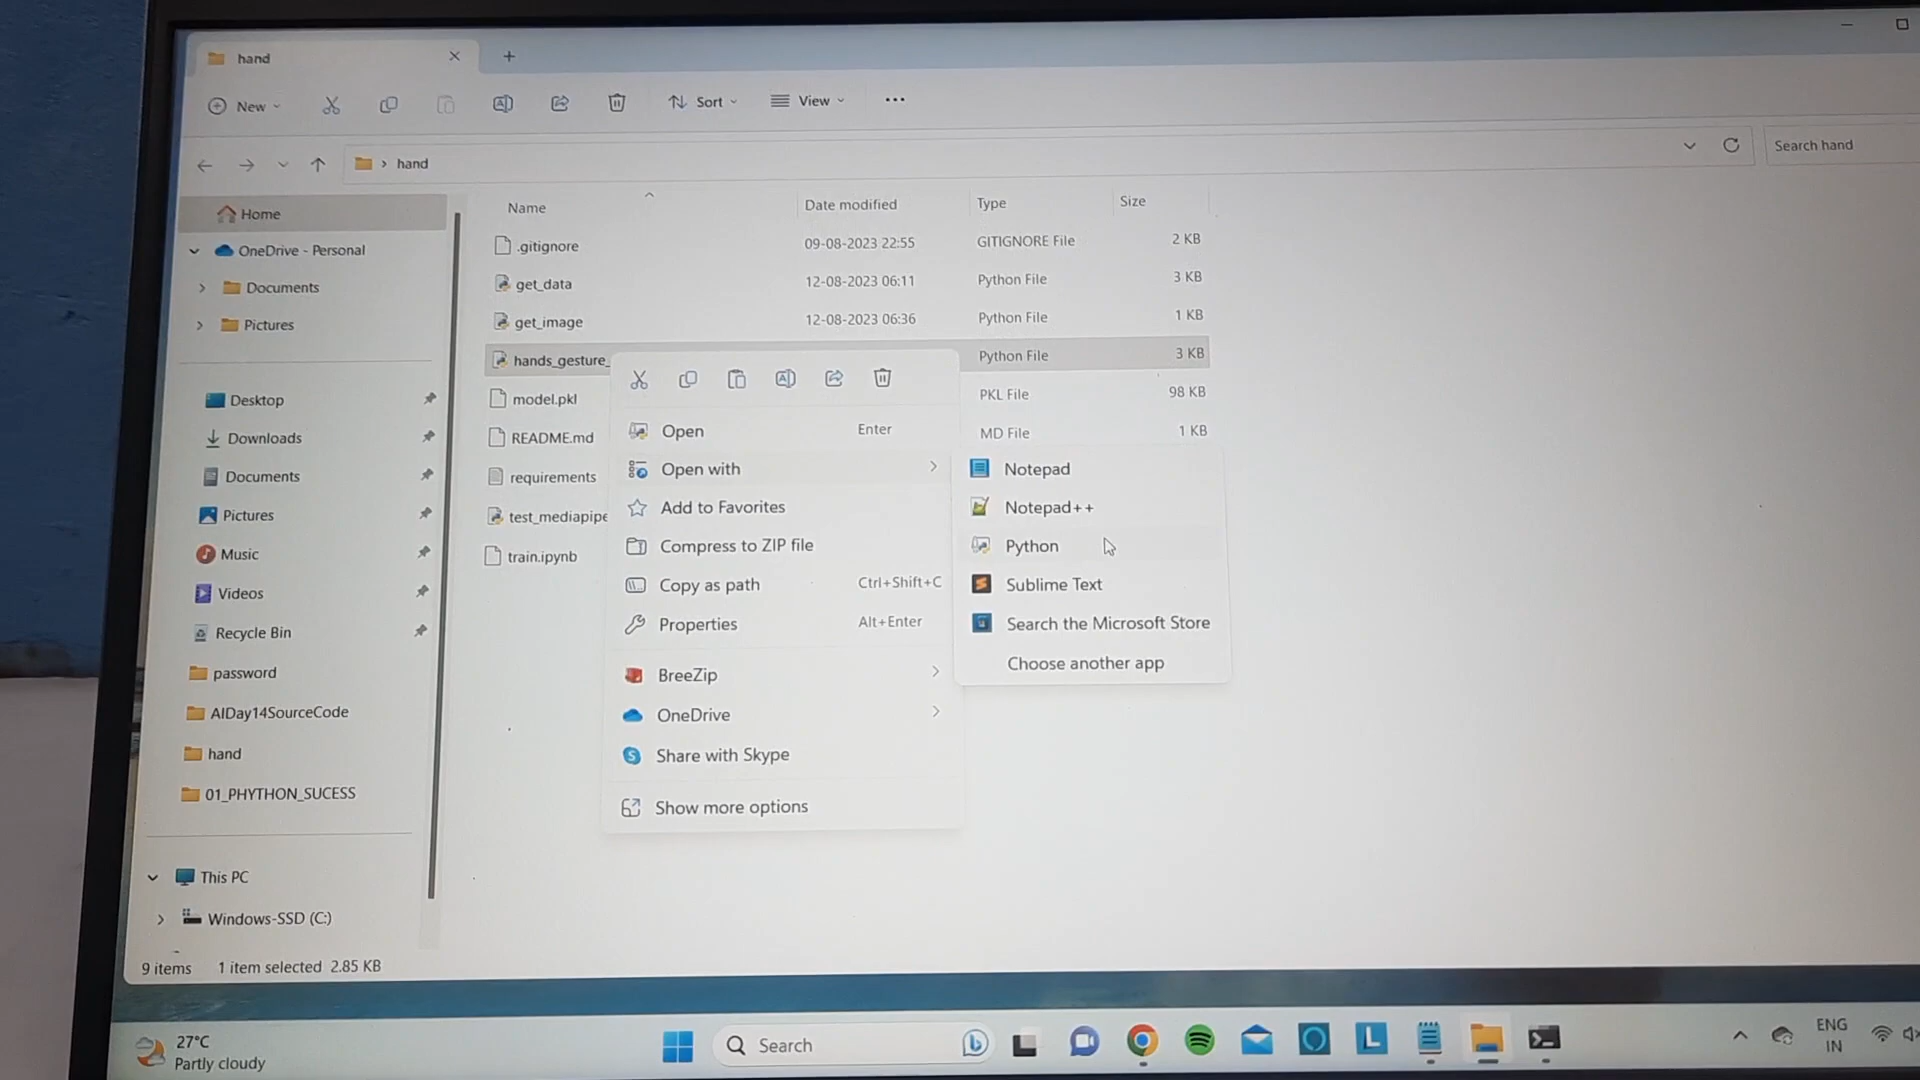 hand
New
Sort
View
hand
Search hand
Name Date modified Type Size
Home
OneDrive - Personal
Documents
Pictures
Desktop
Downloads
Documents
Pictures
Music
Videos
Recycle Bin
password
AIDay14SourceCode
hand
01_PHYTHON_SUCESS
This PC
Windows-SSD (C:)
.gitignore 09-08-2023 22:55 GITIGNORE File 2 KB
get_data 12-08-2023 06:11 Python File 3 KB
get_image 12-08-2023 06:36 Python File 1 KB
hands_gesture_ Python File 3 KB
model.pkl PKL File 98 KB
README.md MD File 1 KB
requirements
test_mediapipe
train.ipynb
Open Enter
Open with
Add to Favorites
Compress to ZIP file
Copy as path Ctrl+Shift+C
Properties Alt+Enter
BreeZip
OneDrive
Share with Skype
Show more options
Notepad
Notepad++
Python
Sublime Text
Search the Microsoft Store
Choose another app
9 items 1 item selected 2.85 KB
27°C
Partly cloudy
Search
L
ENG
IN